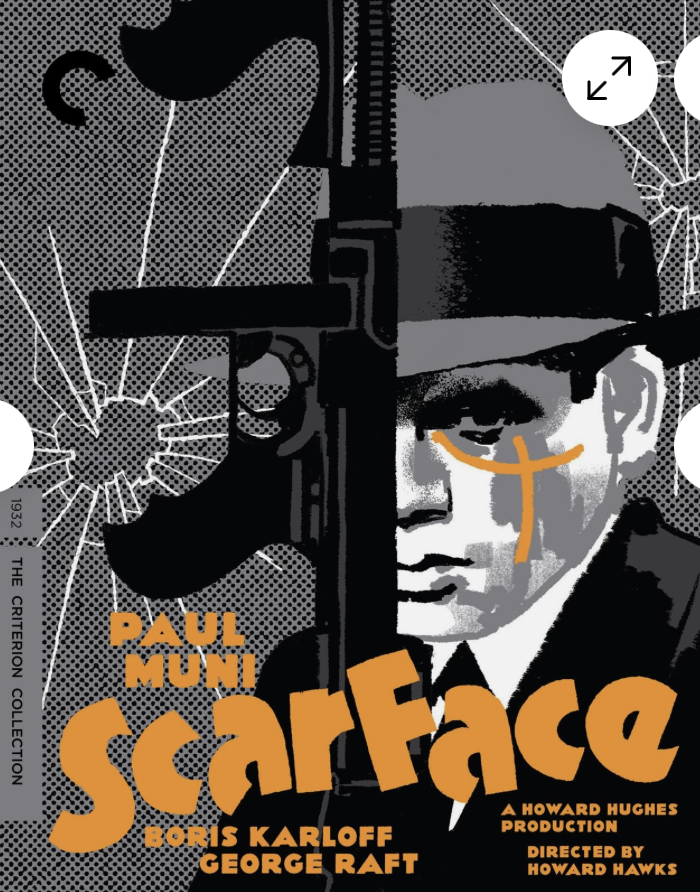 1932
THE CRITERION COLLECTION
PAUL
MUNI
ScarFace
BORIS KARLOFF
GEORGE RAFT
A HOWARD HUGHES
PRODUCTION
DIRECTED BY
HOWARD HAWKS